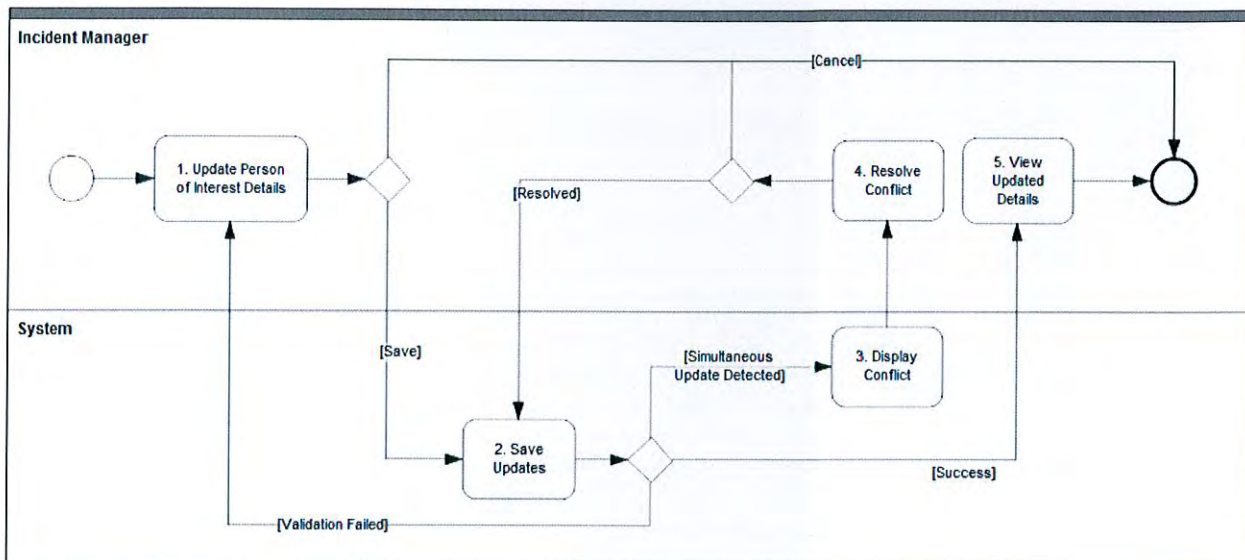 Incident Manager
[Cancel]
1. Update Person
of Interest Details
[Resolved]
4. Resolve
Conflict
5. View
Updated
Details
System
[Save]
[Simultaneous
Update Detected]
3. Display
Conflict
2. Save
Updates
[Success]
[Validation Failed]